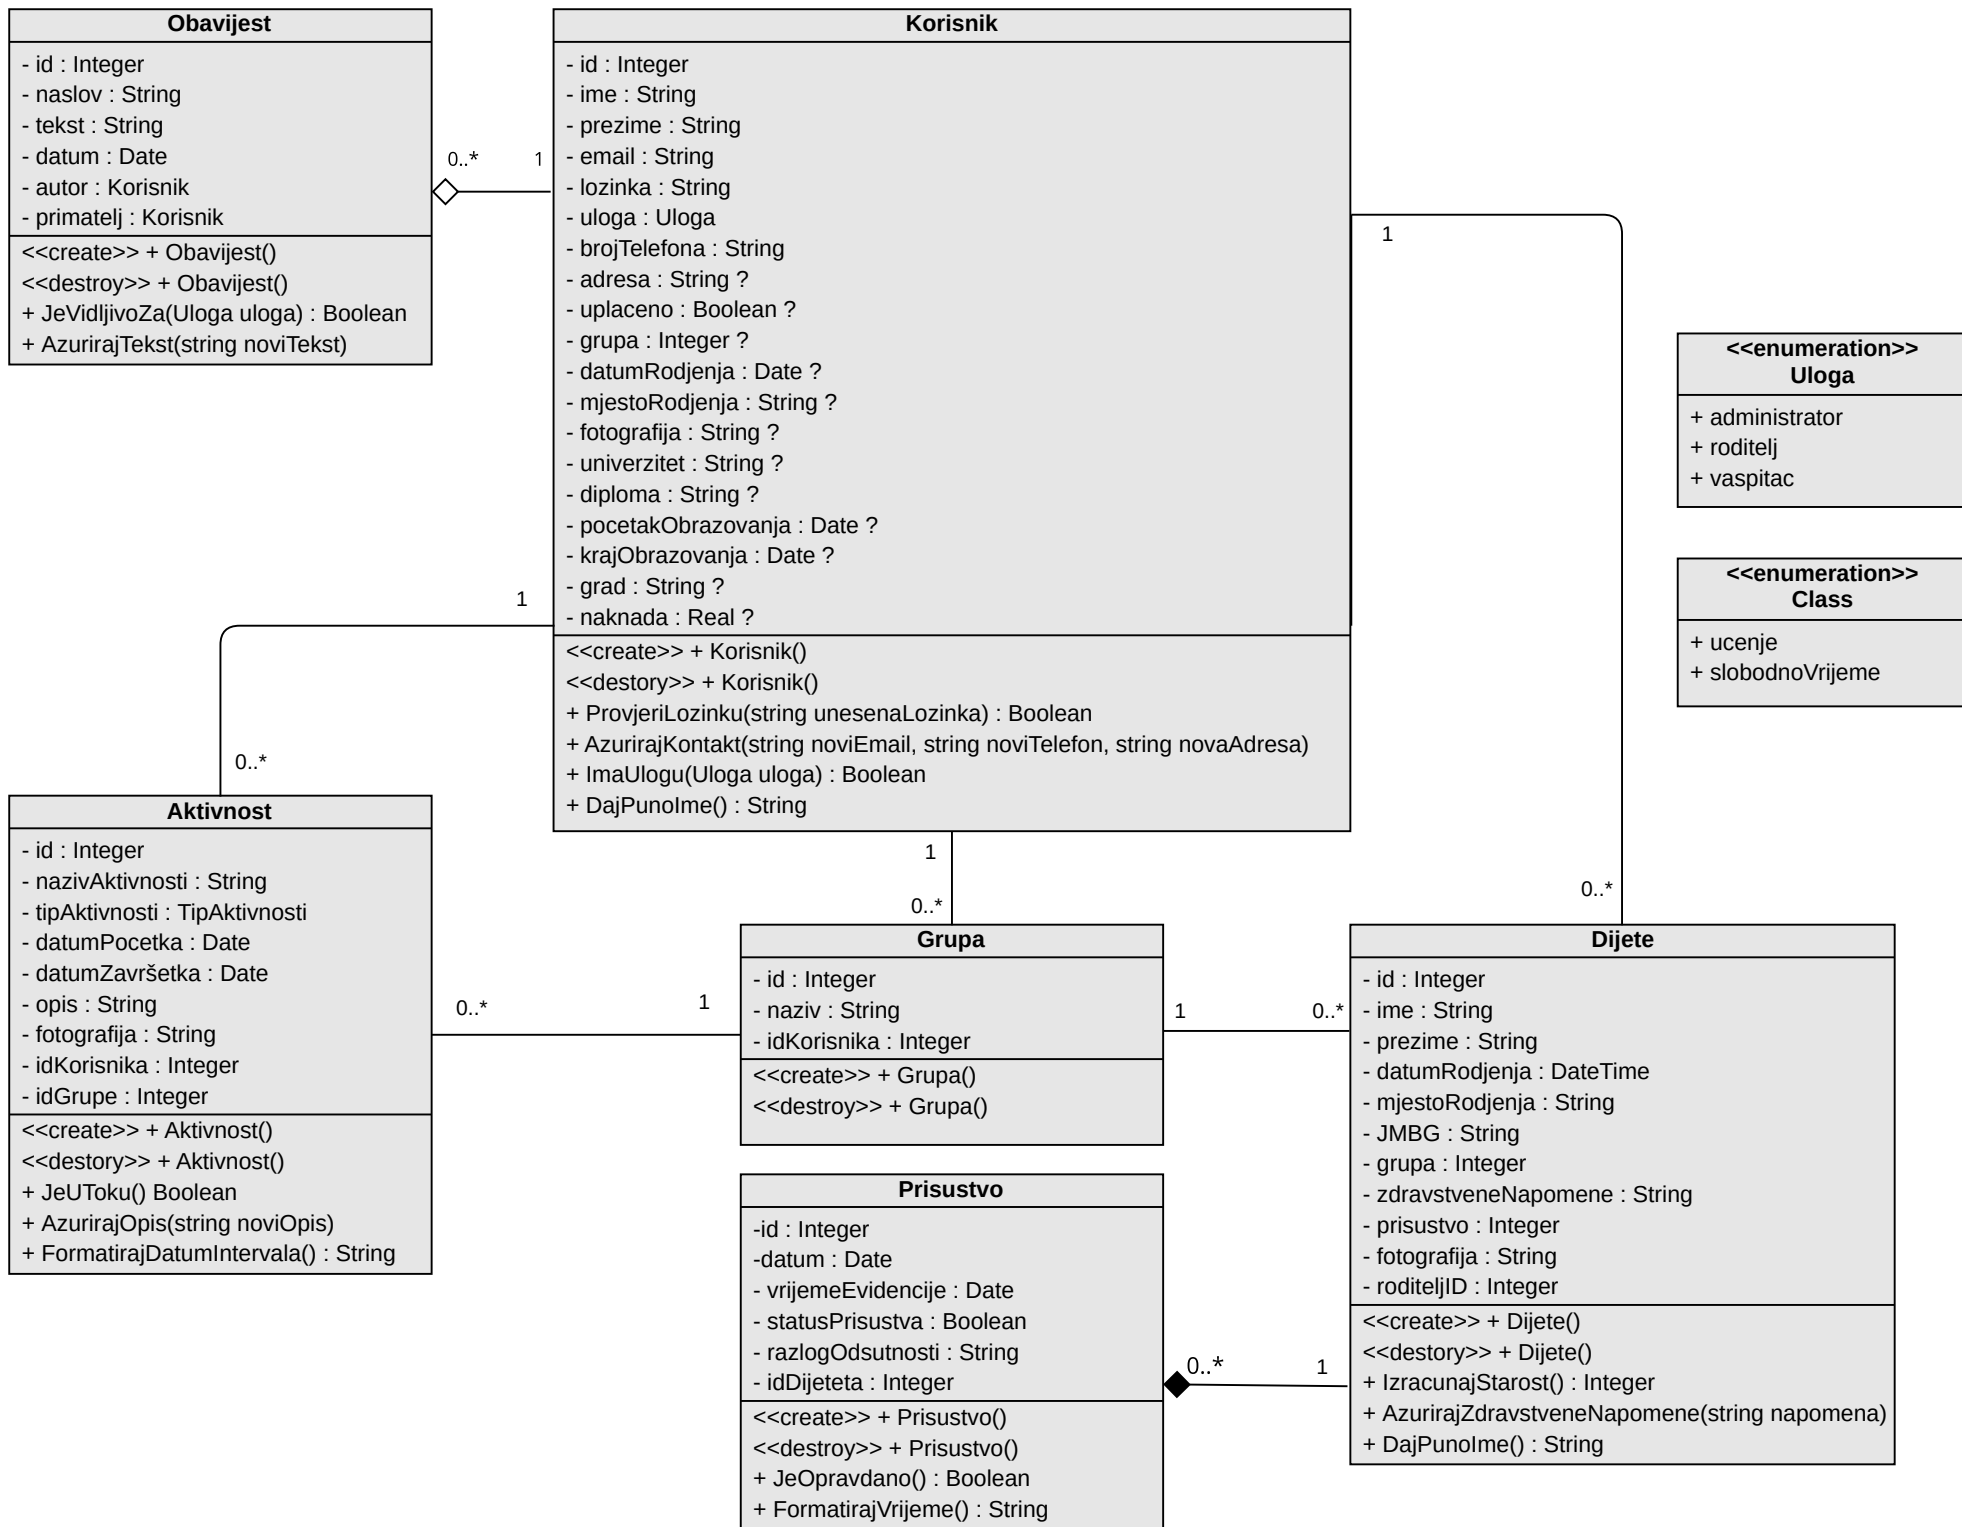 Obavijest
- id : Integer
- naslov : String
- tekst : String
- datum : Date
- autor : Korisnik
- primatelj : Korisnik
<<create>> + Obavijest()
<<destroy>> + Obavijest()
+ JeVidljivoZa(Uloga uloga) : Boolean
+ AzurirajTekst(string noviTekst)
0..*
1
Korisnik
- id : Integer
- ime : String
- prezime : String
- email : String
- lozinka : String
- uloga : Uloga
- brojTelefona : String
- adresa : String ?
- uplaceno : Boolean ?
- grupa : Integer ?
- datumRodjenja : Date ?
- mjestoRodjenja : String ?
- fotografija : String ?
- univerzitet : String ?
- diploma : String ?
- pocetakObrazovanja : Date ?
- krajObrazovanja : Date ?
- grad : String ?
- naknada : Real ?
<<create>> + Korisnik()
<<destory>> + Korisnik()
+ ProvjeriLozinku(string unesenaLozinka) : Boolean
+ AzurirajKontakt(string noviEmail, string noviTelefon, string novaAdresa)
+ ImaUlogu(Uloga uloga) : Boolean
+ DajPunoIme() : String
1
0..*
<<enumeration>>
Uloga
+ administrator
+ roditelj
+ vaspitac
<<enumeration>>
Class
+ ucenje
+ slobodnoVrijeme
1
0..*
Aktivnost
- id : Integer
- nazivAktivnosti : String
- tipAktivnosti : TipAktivnosti
- datumPocetka : Date
- datumZavršetka : Date
- opis : String
- fotografija : String
- idKorisnika : Integer
- idGrupe : Integer
<<create>> + Aktivnost()
<<destory>> + Aktivnost()
+ JeUToku() Boolean
+ AzurirajOpis(string noviOpis)
+ FormatirajDatumIntervala() : String
0..*
1
1
0..*
Grupa
- id : Integer
- naziv : String
- idKorisnika : Integer
<<create>> + Grupa()
<<destroy>> + Grupa()
1
0..*
Dijete
- id : Integer
- ime : String
- prezime : String
- datumRodjenja : DateTime
- mjestoRodjenja : String
- JMBG : String
- grupa : Integer
- zdravstveneNapomene : String
- prisustvo : Integer
- fotografija : String
- roditeljID : Integer
<<create>> + Dijete()
<<destory>> + Dijete()
+ IzracunajStarost() : Integer
+ AzurirajZdravstveneNapomene(string napomena)
+ DajPunoIme() : String
Prisustvo
-id : Integer
-datum : Date
- vrijemeEvidencije : Date
- statusPrisustva : Boolean
- razlogOdsutnosti : String
- idDijeteta : Integer
<<create>> + Prisustvo()
<<destroy>> + Prisustvo()
+ JeOpravdano() : Boolean
+ FormatirajVrijeme() : String
0..*
1